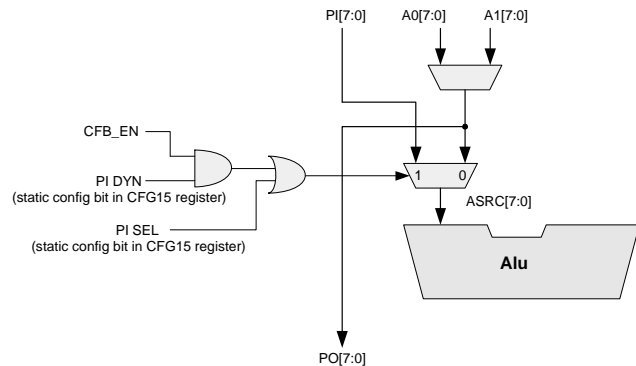 PI[7:0]
A0[7:0]
A1[7:0]
CFB_EN
PI DYN
(static config bit in CFG15 register)
PI SEL
(static config bit in CFG15 register)
1
0
ASRC[7:0]
Alu
PO[7:0]